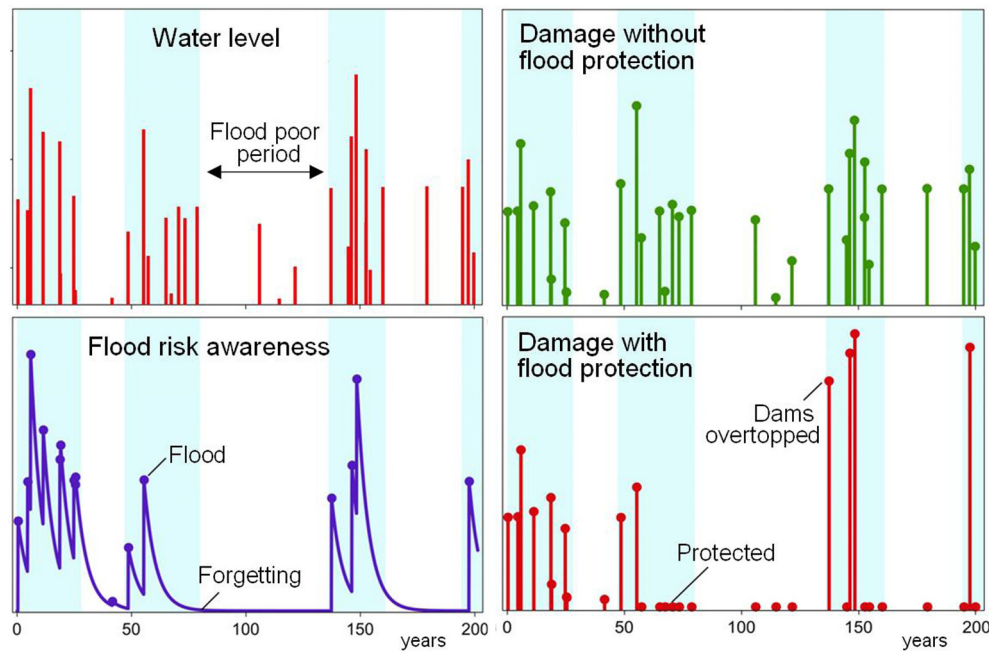 Water level
Flood poor
period
Damage without
flood protection
Flood risk awareness
Flood
Forgetting
0
50
100
150
200
years
Damage with
flood protection
Dams
overtopped
Protected
0
50
100
150
200
years